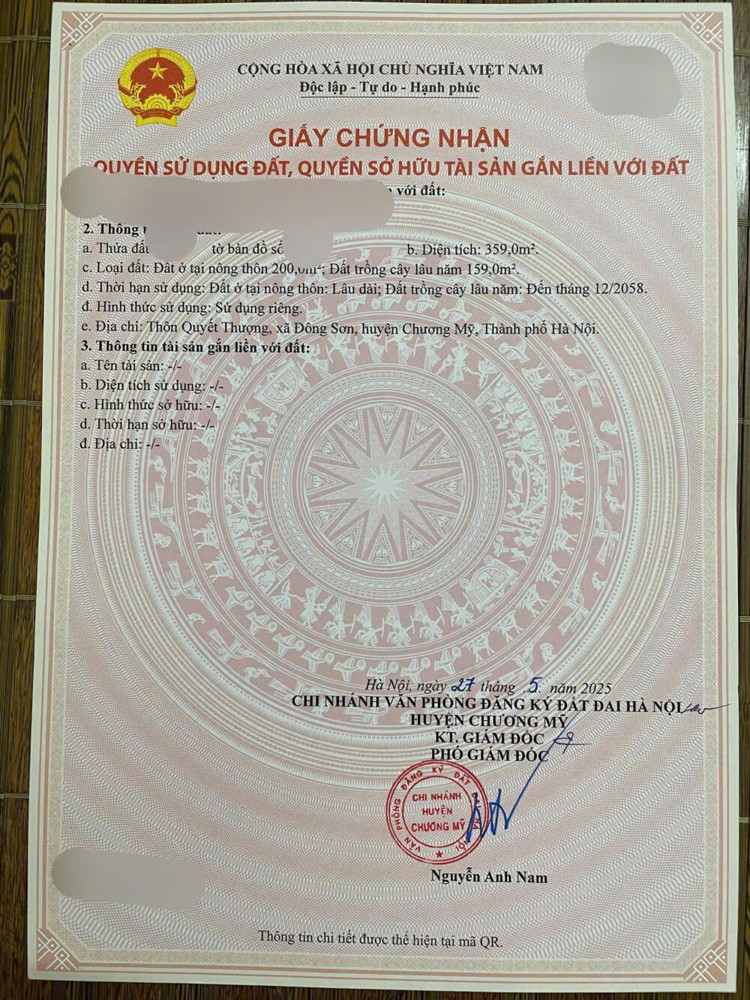 CỘNG HÒA XÃ HỘI CHỦ NGHĨA VIỆT NAM
Độc lập - Tự do - Hạnh phúc
GIẤY CHỨNG NHẬN
QUYỀN SỬ DỤNG ĐẤT, QUYỀN SỞ HỮU TÀI SẢN GẮN LIỀN VỚI ĐẤT
với đất:
2. Thông
a. Thửa đất tờ bản đồ số b. Diện tích: 359,0m².
c. Loại đất: Đất ở tại nông thôn 200,0m²; Đất trồng cây lâu năm 159,0m².
d. Thời hạn sử dụng: Đất ở tại nông thôn: Lâu dài; Đất trồng cây lâu năm: Đến tháng 12/2058.
đ. Hình thức sử dụng: Sử dụng riêng.
e. Địa chỉ: Thôn Quyết Thượng, xã Đông Sơn, huyện Chương Mỹ, Thành phố Hà Nội.
3. Thông tin tài sản gắn liền với đất:
a. Tên tài sản: -/-
b. Diện tích sử dụng: -/-
c. Hình thức sở hữu: -/-
d. Thời hạn sở hữu: -/-
đ. Địa chỉ: -/-
Hà Nội, ngày 27 tháng 5 năm 2025
CHI NHÁNH VĂN PHÒNG ĐĂNG KÝ ĐẤT ĐAI HÀ NỘI
HUYỆN CHƯƠNG MỸ
KT. GIÁM ĐỐC
PHÓ GIÁM ĐỐC
VĂN PHÒNG ĐĂNG KÝ ĐẤT ĐAI HÀ NỘI
CHI NHÁNH
HUYỆN
CHƯƠNG MỸ
Nguyễn Anh Nam
Thông tin chi tiết được thể hiện tại mã QR.